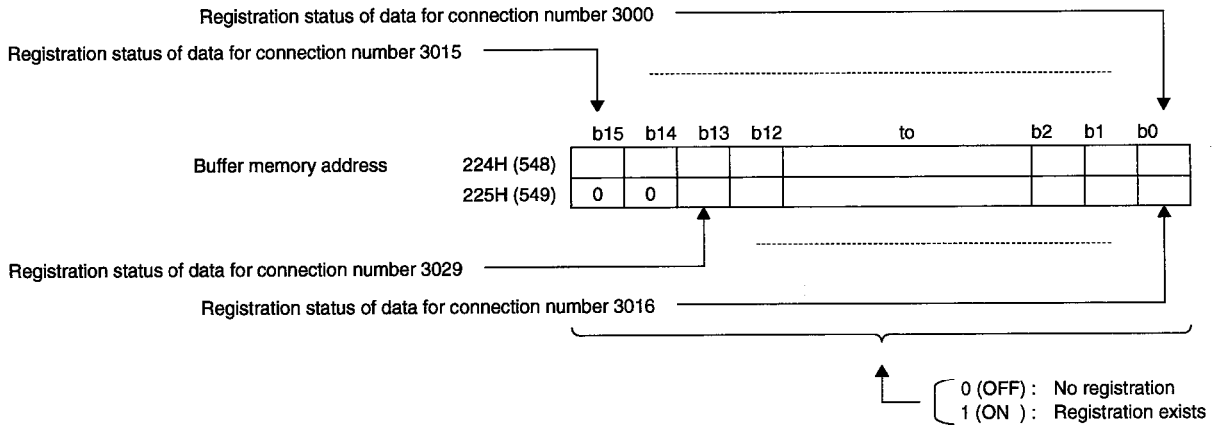 Registration status of data for connection number 3000
Registration status of data for connection number 3015
b15 b14 b13 b12 to b2 b1 b0
Buffer memory address 224H (548)
225H (549) 0 0
Registration status of data for connection number 3029
Registration status of data for connection number 3016
0 (OFF) : No registration
1 (ON ) : Registration exists